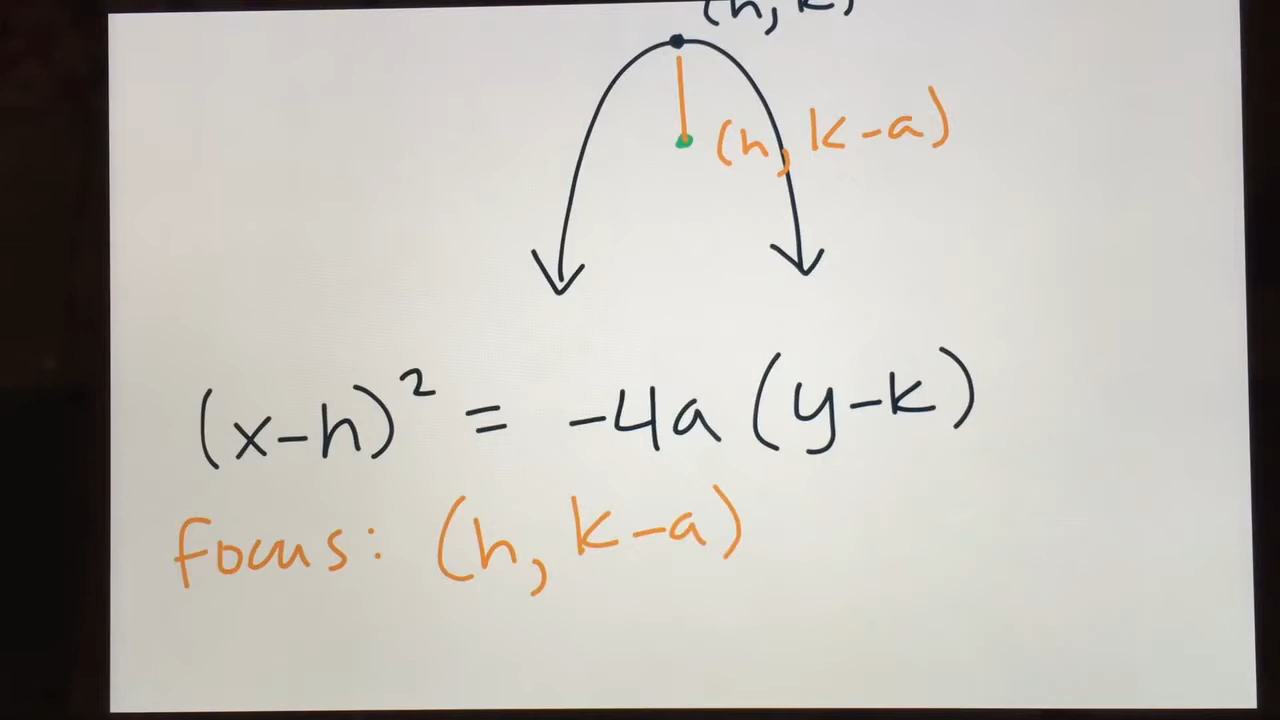 (h, k)
(h, k-a)
(x-h)² = -4a (y-k)
focus: (h, k-a)